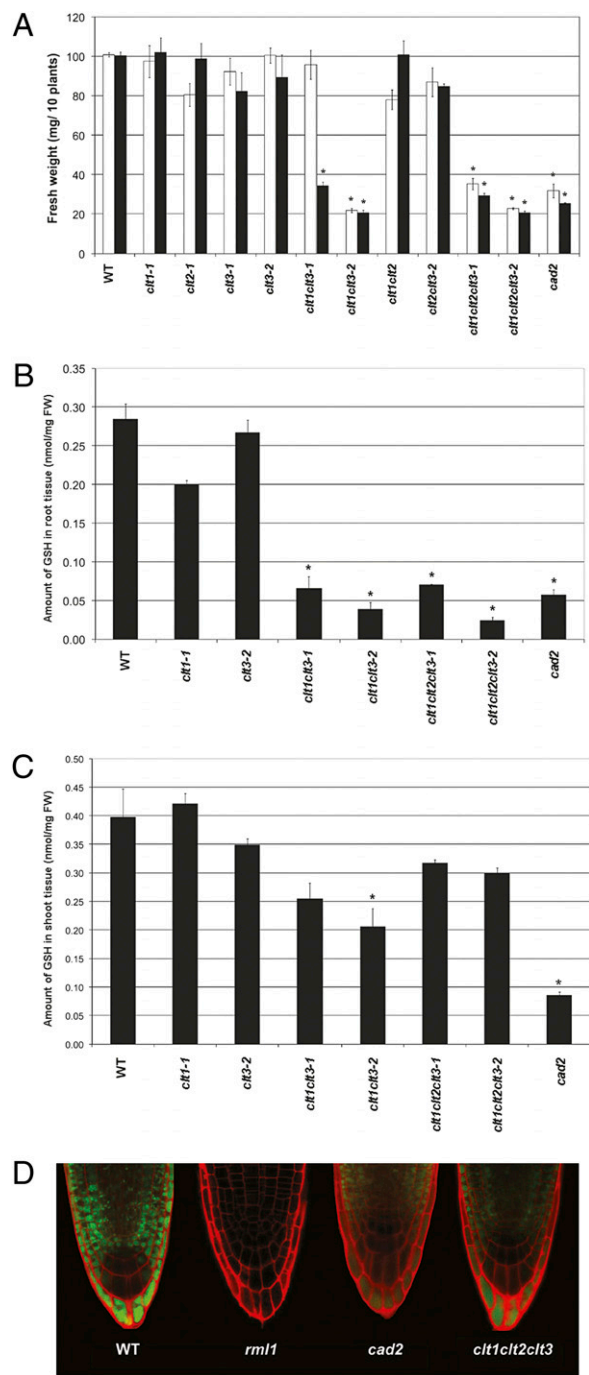 A
Fresh weight (mg/ 10 plants)
120
100
80
60
40
20
0
* * * * * * * * *
WT
clt1-1
clt2-1
clt3-1
clt3-2
clt1clt3-1
clt1clt3-2
clt1clt2
clt2clt3-2
clt1clt2clt3-1
clt1clt2clt3-2
cad2
B
Amount of GSH in root tissue (nmol/mg FW)
0.35
0.30
0.25
0.20
0.15
0.10
0.05
0.00
* * * * *
WT
clt1-1
clt3-2
clt1clt3-1
clt1clt3-2
clt1clt2clt3-1
clt1clt2clt3-2
cad2
C
Amount of GSH in shoot tissue (nmol/mg FW)
0.50
0.45
0.40
0.35
0.30
0.25
0.20
0.15
0.10
0.05
0.00
* *
WT
clt1-1
clt3-2
clt1clt3-1
clt1clt3-2
clt1clt2clt3-1
clt1clt2clt3-2
cad2
D
WT
rml1
cad2
clt1clt2clt3